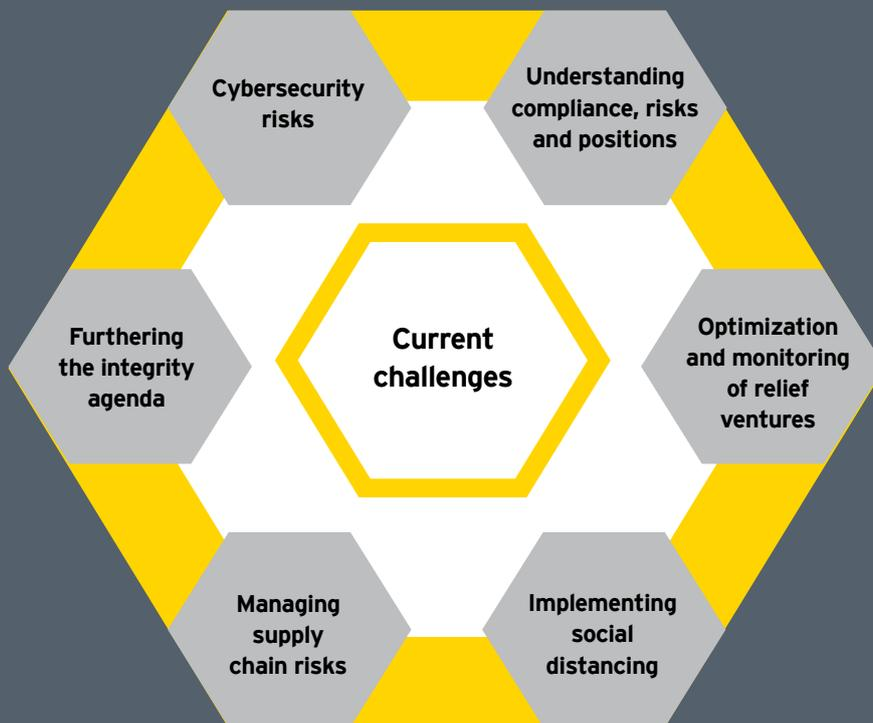 Cybersecurity
risks
Understanding
compliance, risks
and positions
Furthering
the integrity
agenda
Current
challenges
Optimization
and monitoring
of relief
ventures
Managing
supply
chain risks
Implementing
social
distancing